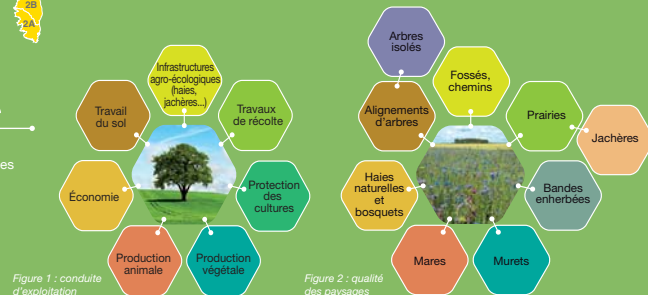 2B
2A
es
Infrastructures
agro-écologiques
(haies,
jachères...)
Travail
du sol
Travaux
de récolte
Économie
Protection
des
cultures
Production
animale
Production
végétale
Figure 1 : conduite
d'exploitation
Arbres
isolés
Fossés,
chemins
Alignements
d'arbres
Prairies
Jachères
Haies
naturelles
et
bosquets
Bandes
enherbées
Mares
Murets
Figure 2 : qualité
des paysages